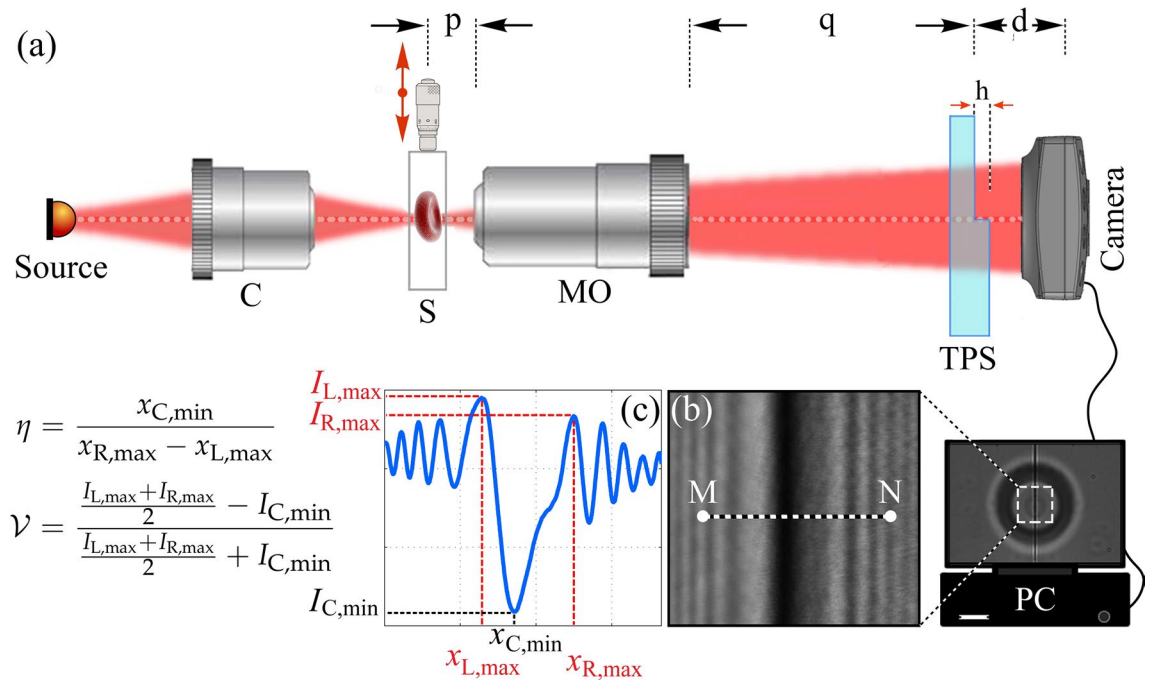 (a)
p
q
d
h
Source
C
S
MO
TPS
Camera
η = x_C,min / (x_R,max − x_L,max)
𝒱 = ((I_L,max + I_R,max)/2 − I_C,min) / ((I_L,max + I_R,max)/2 + I_C,min)
I_L,max
I_R,max
(c)
I_C,min
x_C,min
x_L,max
x_R,max
(b)
M
N
PC